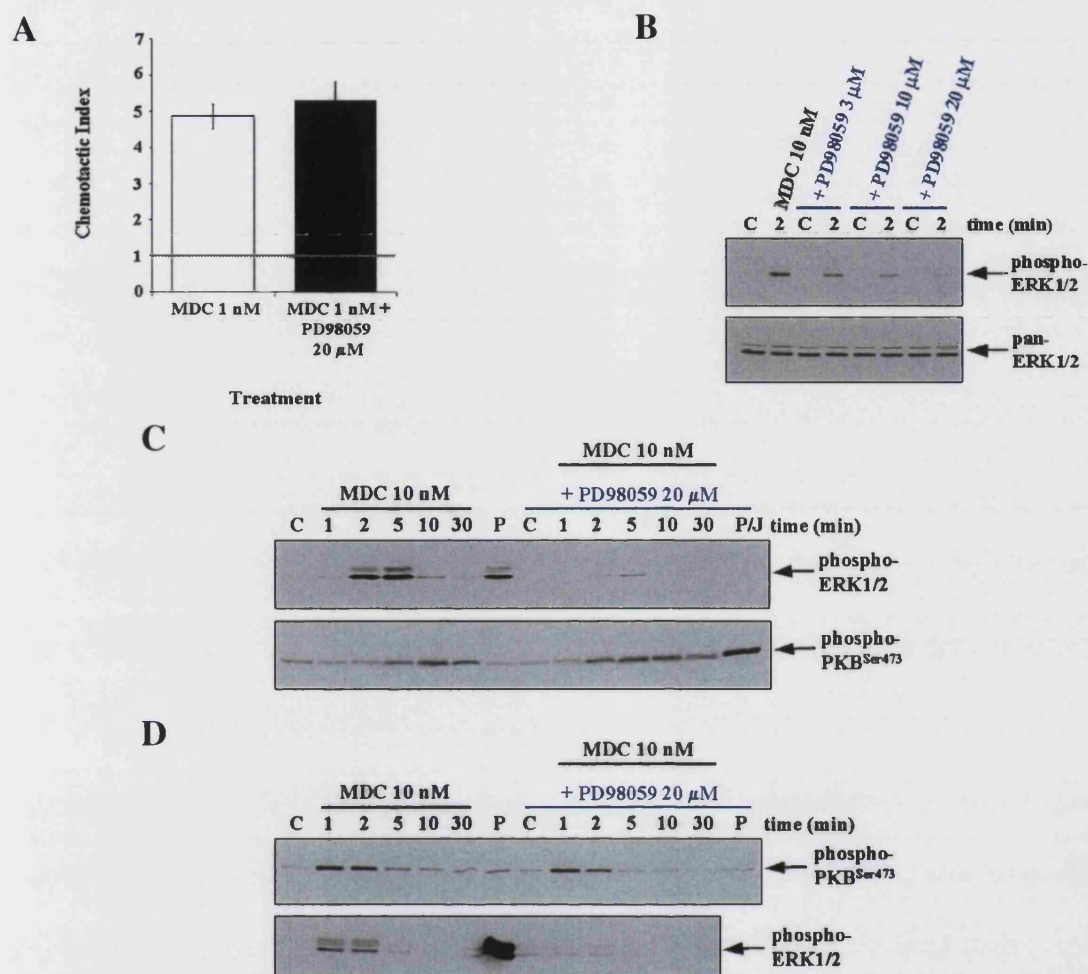 A
Chemotactic Index
7
6
5
4
3
2
1
0
MDC 1 nM
MDC 1 nM +
PD98059
20 μM
Treatment
B
MDC 10 nM
+ PD98059 3 μM
+ PD98059 10 μM
+ PD98059 20 μM
C 2 C 2 C 2 C 2 time (min)
phospho-
ERK1/2
pan-
ERK1/2
C
MDC 10 nM
MDC 10 nM
+ PD98059 20 μM
C 1 2 5 10 30 P C 1 2 5 10 30 P/J time (min)
phospho-
ERK1/2
phospho-
PKBSer473
D
MDC 10 nM
MDC 10 nM
+ PD98059 20 μM
C 1 2 5 10 30 P C 1 2 5 10 30 P time (min)
phospho-
PKBSer473
phospho-
ERK1/2